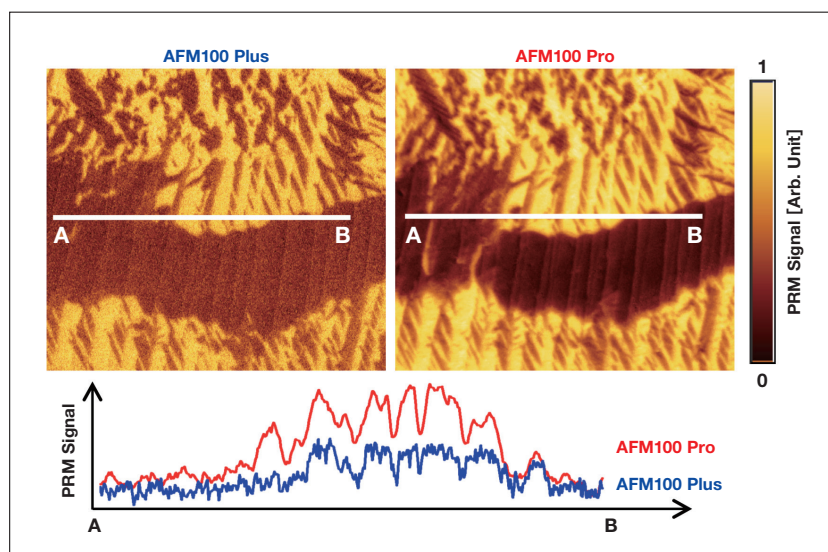 AFM100 Plus
AFM100 Pro
1
PRM Signal [Arb. Unit]
0
A
B
A
B
PRM Signal
AFM100 Pro
AFM100 Plus
A
B